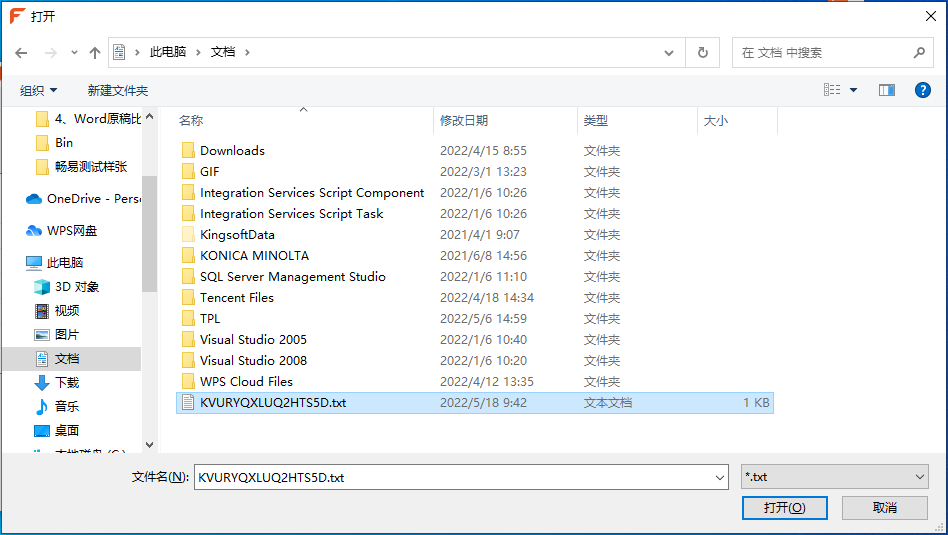 打开
此电脑 > 文档 >
在 文档 中搜索
组织 新建文件夹
4、Word原稿比
Bin
畅易测试样张
OneDrive - Perso
WPS网盘
此电脑
3D 对象
视频
图片
文档
下载
音乐
桌面
名称 修改日期 类型 大小
Downloads 2022/4/15 8:55 文件夹
GIF 2022/3/1 13:23 文件夹
Integration Services Script Component 2022/1/6 10:26 文件夹
Integration Services Script Task 2022/1/6 10:26 文件夹
KingsoftData 2021/4/1 9:07 文件夹
KONICA MINOLTA 2021/6/8 14:56 文件夹
SQL Server Management Studio 2022/1/6 11:10 文件夹
Tencent Files 2022/4/18 14:34 文件夹
TPL 2022/5/6 14:59 文件夹
Visual Studio 2005 2022/1/6 10:40 文件夹
Visual Studio 2008 2022/1/6 10:20 文件夹
WPS Cloud Files 2022/4/12 13:35 文件夹
KVURYQXLUQ2HTS5D.txt 2022/5/18 9:42 文本文档 1 KB
文件名(N): KVURYQXLUQ2HTS5D.txt *.txt
打开(O) 取消